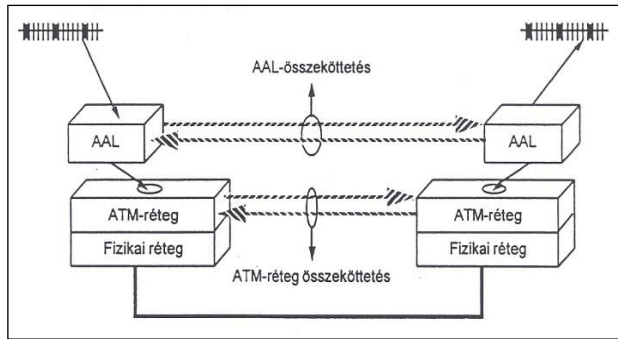 AAL-összeköttetés
AAL
AAL
ATM-réteg
ATM-réteg
Fizikai réteg
Fizikai réteg
ATM-réteg összeköttetés